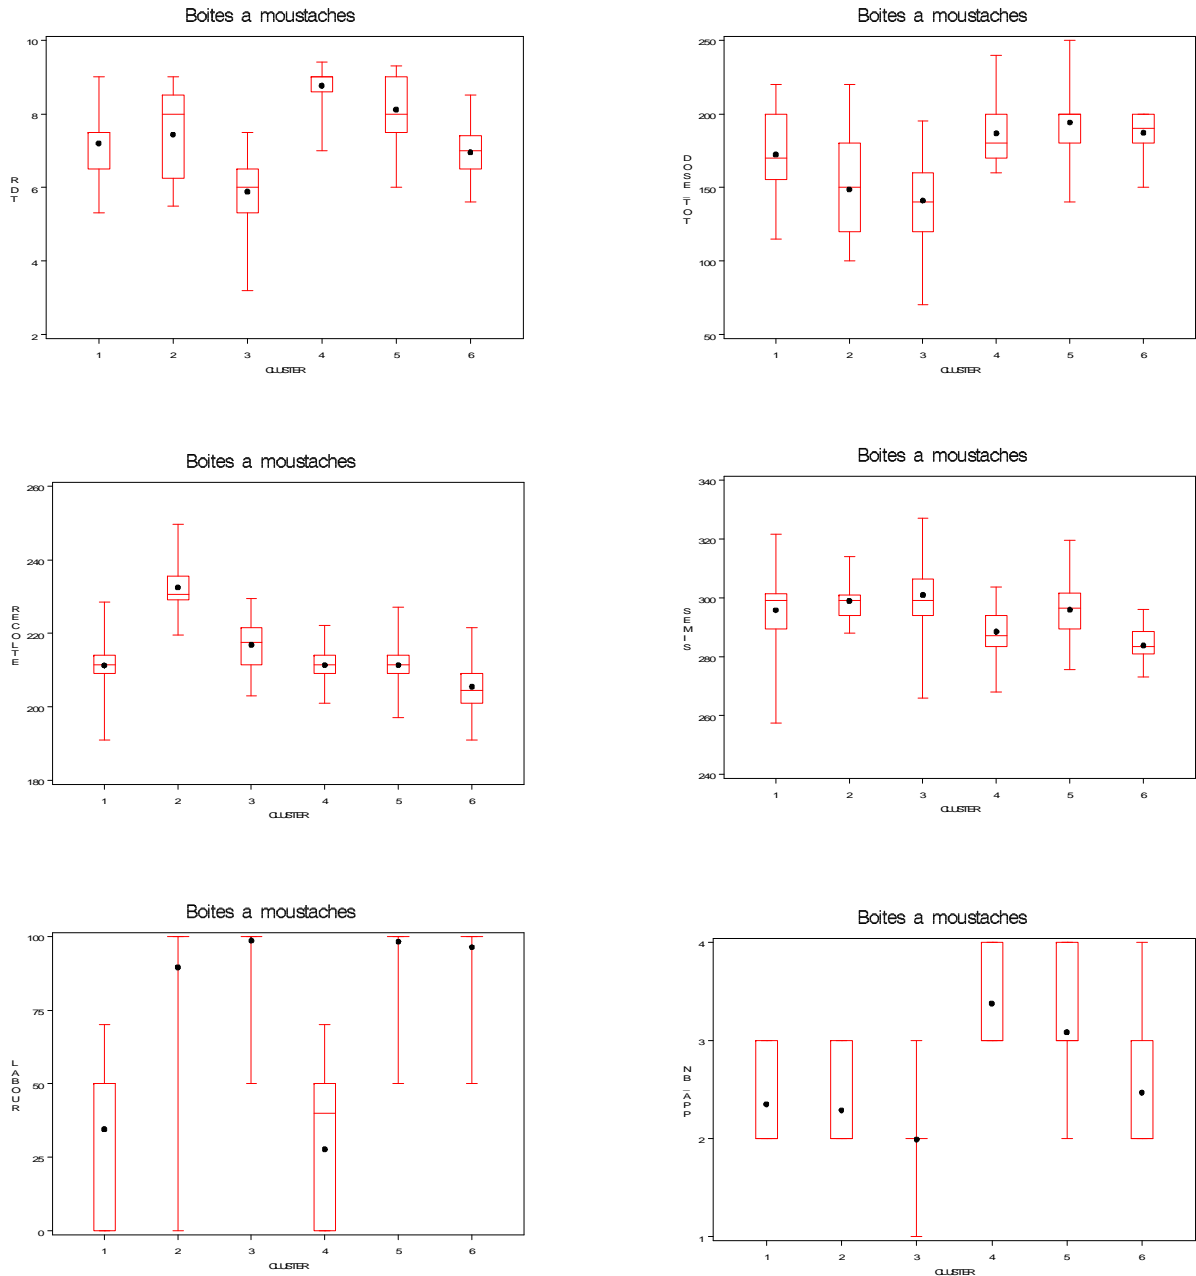 Boites a moustaches
RDT
10
8
6
4
2
1 2 3 4 5 6
CLUSTER
Boites a moustaches
DOSE_TOT
250
200
150
100
50
1 2 3 4 5 6
CLUSTER
Boites a moustaches
RECOLTE
260
240
220
200
180
1 2 3 4 5 6
CLUSTER
Boites a moustaches
SEMIS
340
320
300
280
260
240
1 2 3 4 5 6
CLUSTER
Boites a moustaches
LABOUR
100
75
50
25
0
1 2 3 4 5 6
CLUSTER
Boites a moustaches
NB_APP
4
3
2
1
1 2 3 4 5 6
CLUSTER